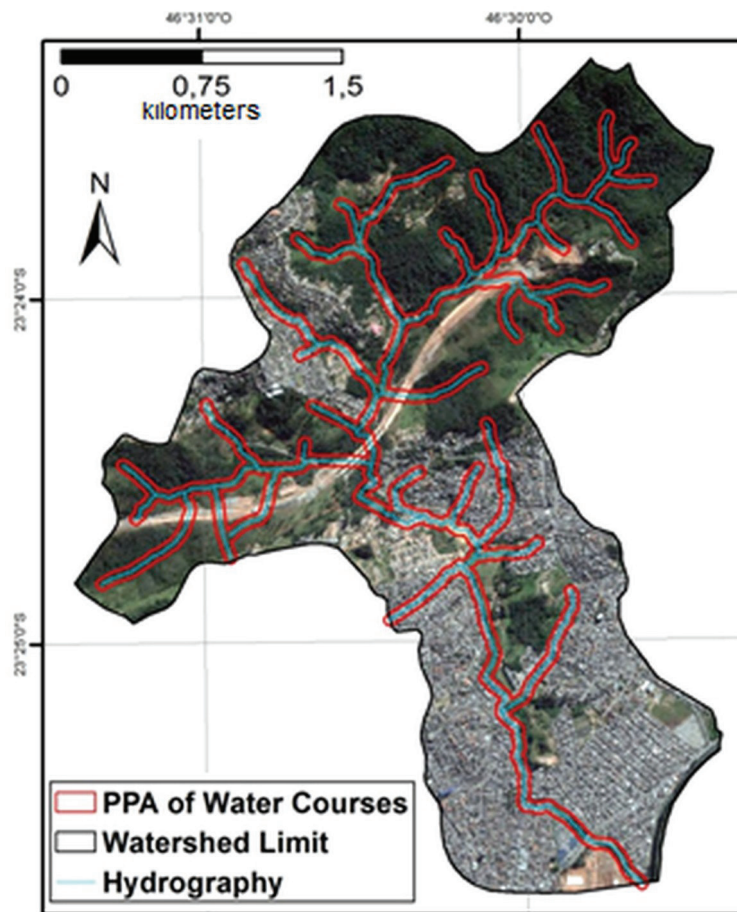 46°31'0"O 46°30'0"O
0 0,75 1,5
kilometers
N
23°24'0"S
23°25'0"S
PPA of Water Courses
Watershed Limit
Hydrography